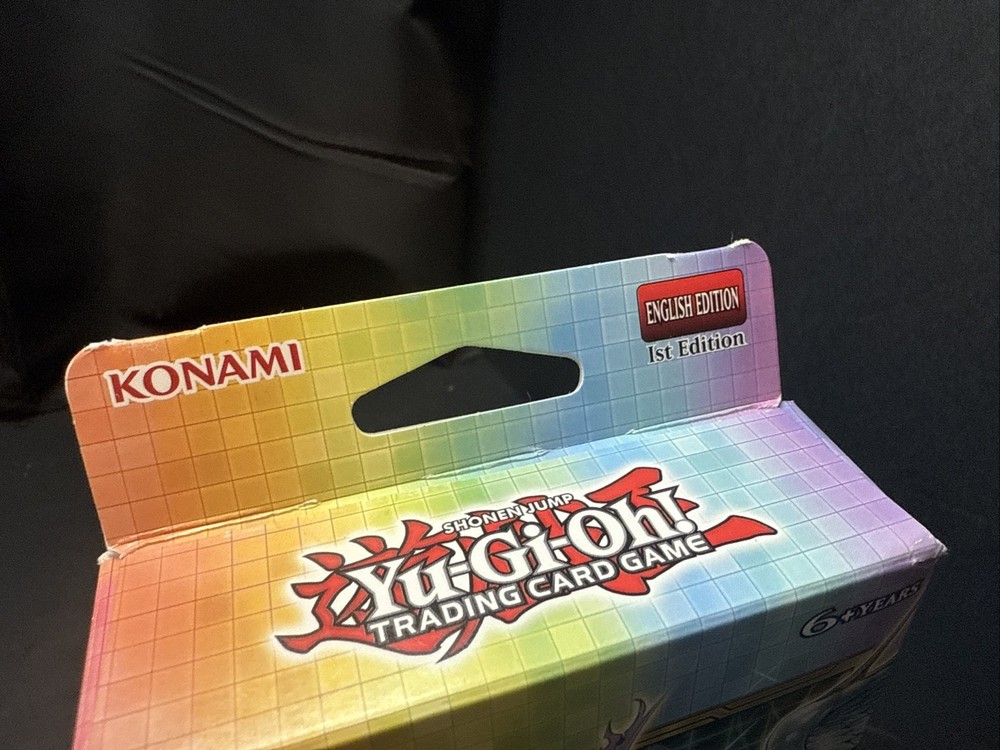 KONAMI
ENGLISH EDITION
1st Edition
SHONEN JUMP
Yu-Gi-Oh!
TRADING CARD GAME
6+ YEARS